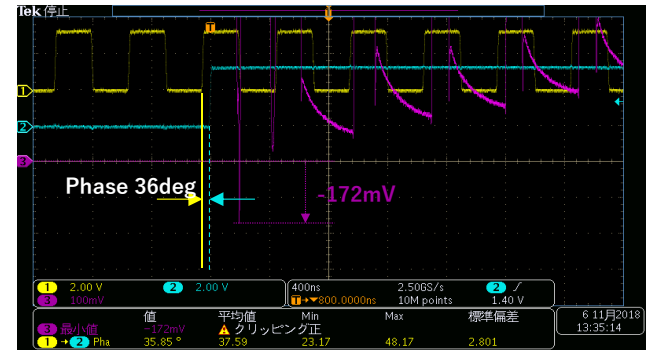 Tek 停止
T
1
2
3
Phase 36deg
-172mV
1 2.00 V 2 2.00 V
3 100mV
400ns 2.50GS/s 2 ∫
T→▼800.0000ns 10M points 1.40 V
値 平均値 Min Max 標準偏差
3 最小値 -172mV ⚠ クリッピング正
1 → 2 Pha 35.85 ° 37.59 23.17 48.17 2.801
6 11月2018
13:35:14